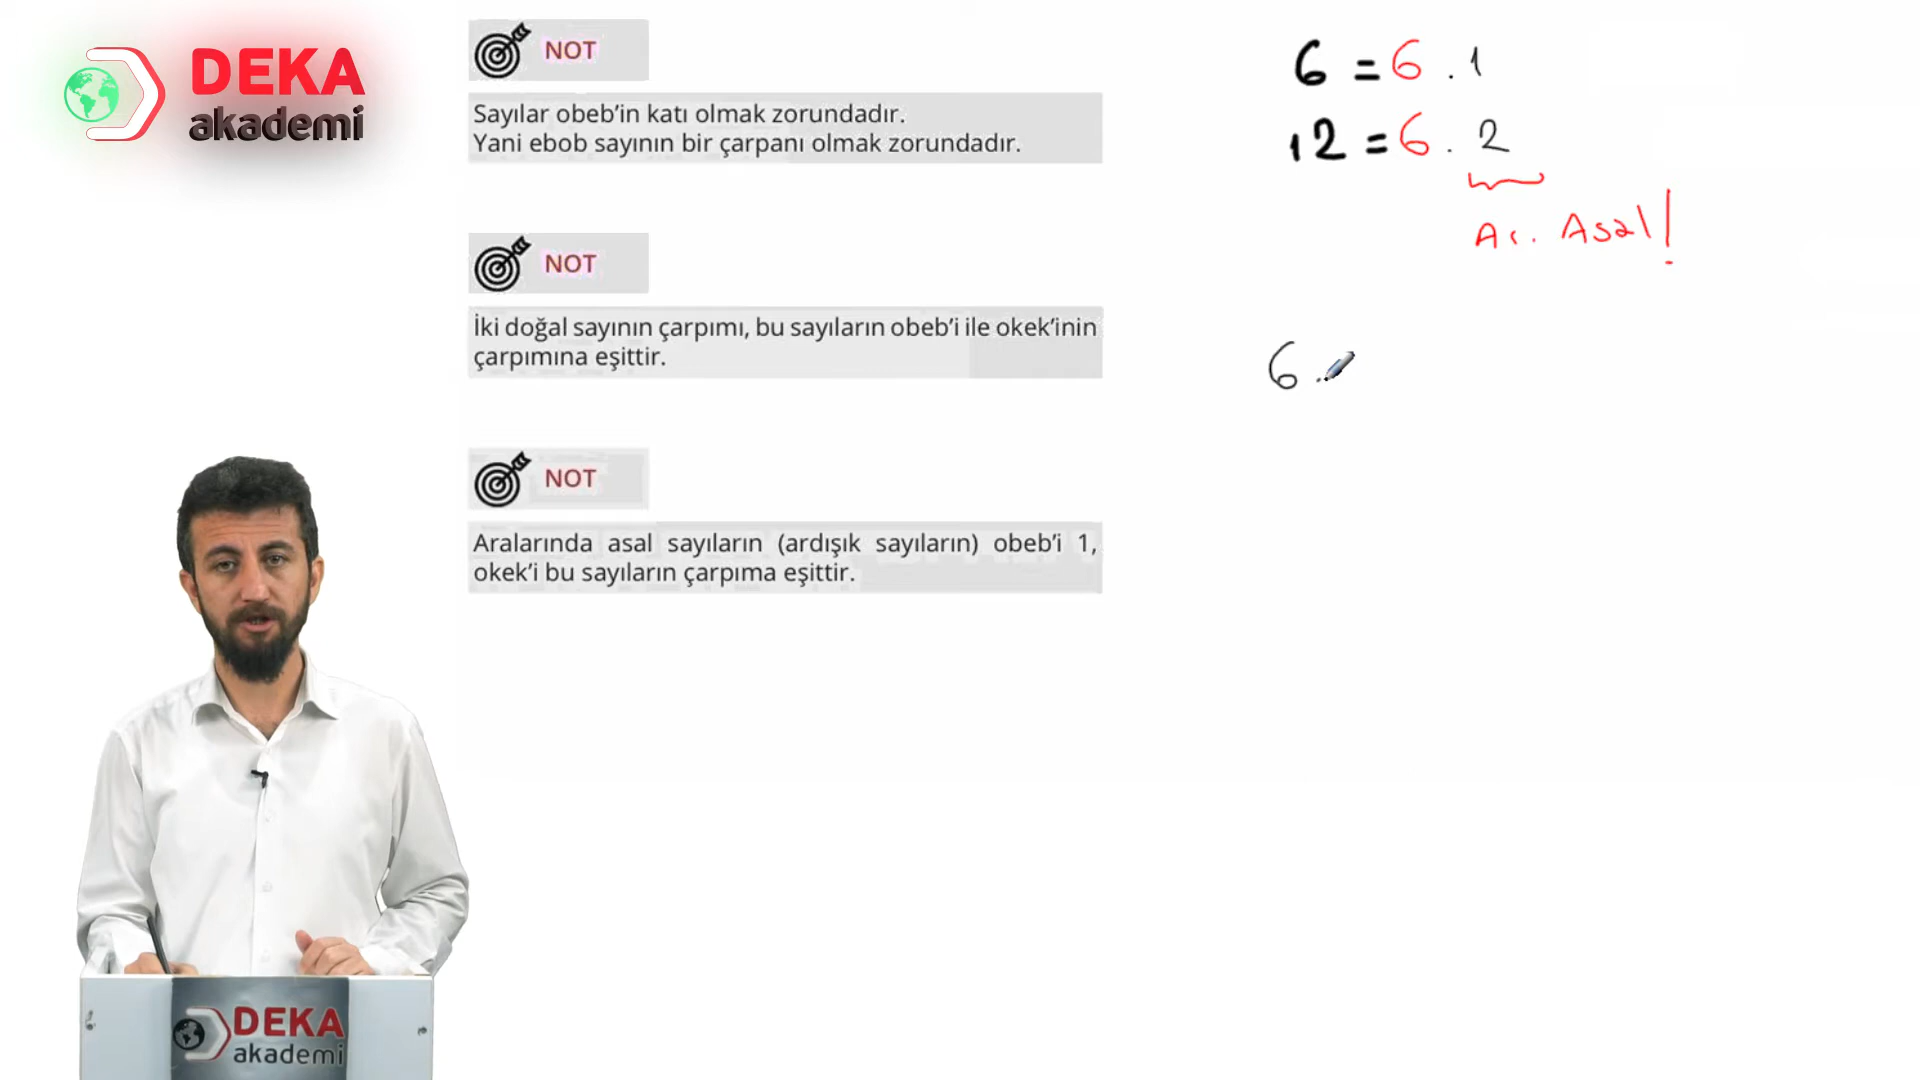 DEKA
akademi
NOT
Sayılar obeb’in katı olmak zorundadır.
Yani ebob sayının bir çarpanı olmak zorundadır.
NOT
İki doğal sayının çarpımı, bu sayıların obeb’i ile okek’inin
çarpımına eşittir.
NOT
Aralarında asal sayıların (ardışık sayıların) obeb’i 1,
okek’i bu sayıların çarpıma eşittir.
6 = 6 . 1
12 = 6 . 2
Ar. Asal!
6 .
DEKA
akademi